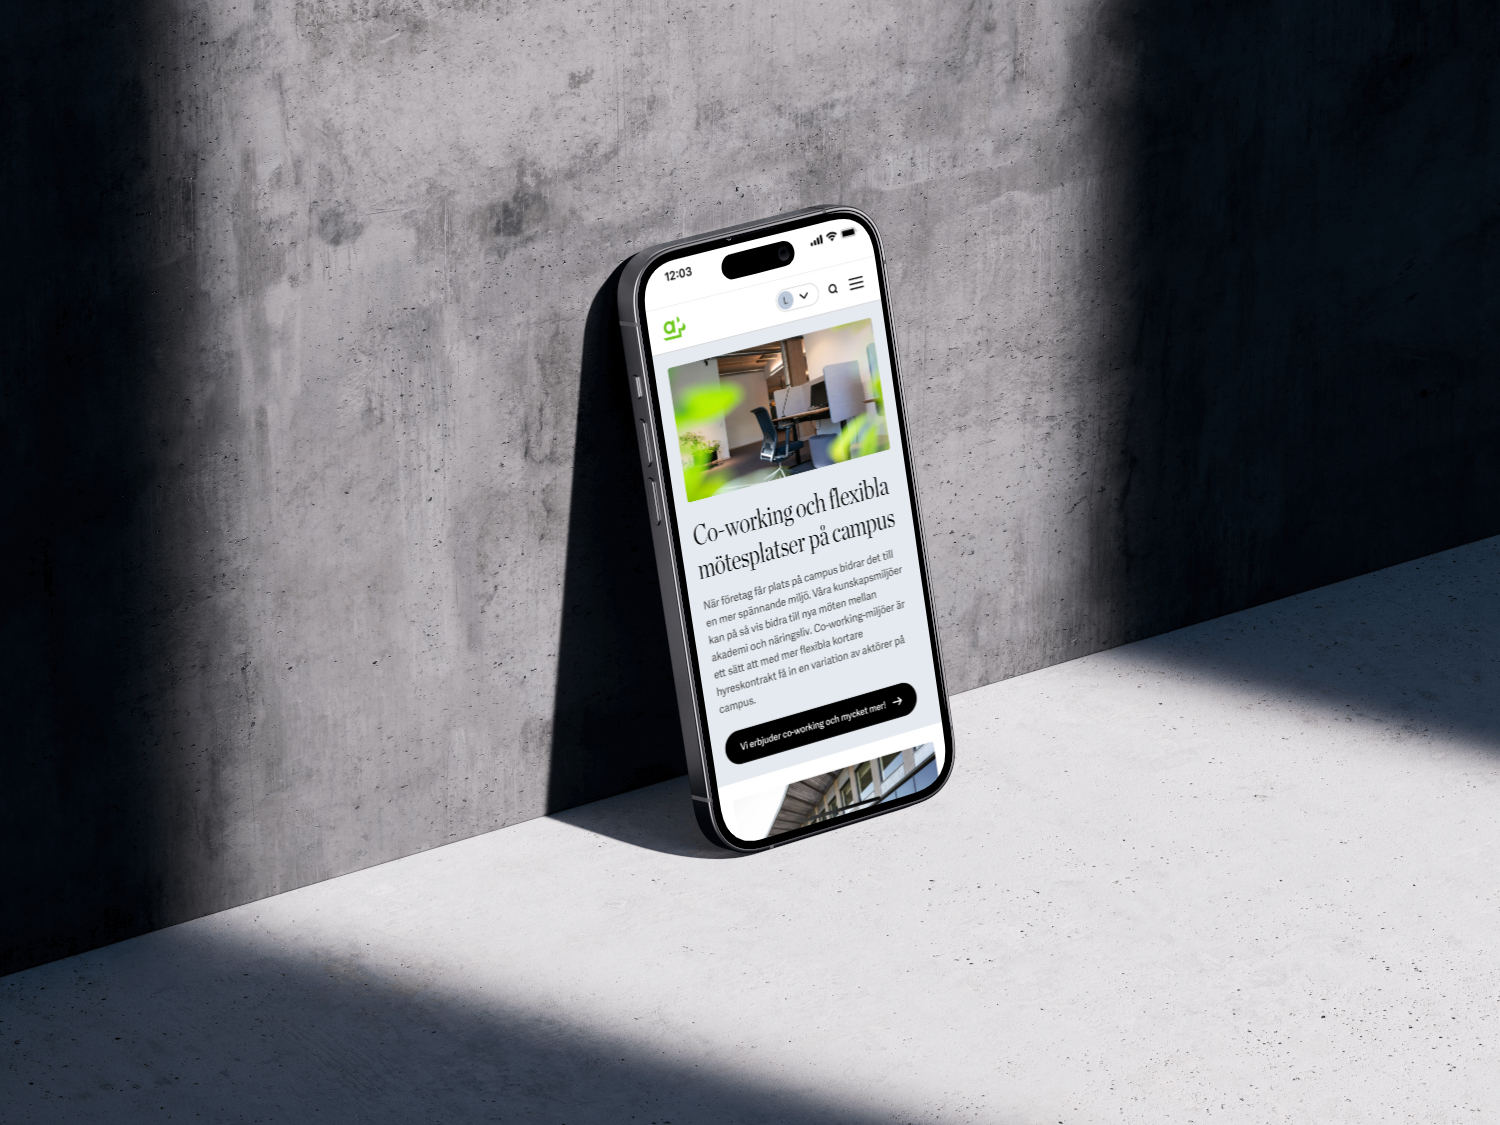 12:03
L
Co-working och flexibla
mötesplatser på campus
När företag får plats på campus bidrar det till
en mer spännande miljö. Våra kunskapsmiljöer
kan på så vis bidra till nya möten mellan
akademi och näringsliv. Co-working-miljöer är
ett sätt att med mer flexibla kortare
hyreskontrakt få in en variation av aktörer på
campus.
Vi erbjuder co-working och mycket mer!